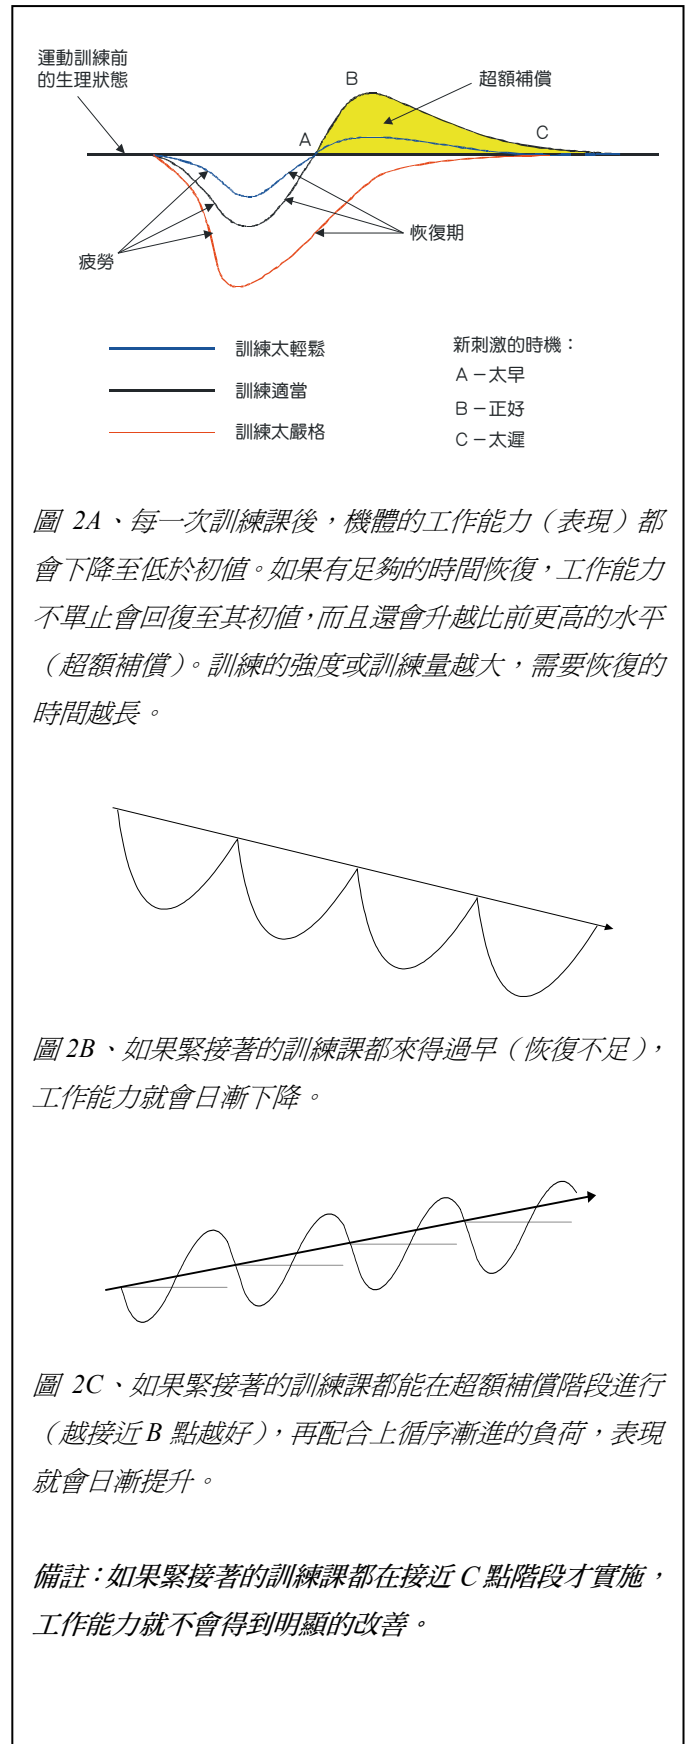 運動訓練前
的生理狀態
B
超額補償
A
C
疲勞
恢復期
訓練太輕鬆
訓練適當
訓練太嚴格
新刺激的時機：
A－太早
B－正好
C－太遲
圖 2A、每一次訓練課後，機體的工作能力（表現）都
會下降至低於初值。如果有足夠的時間恢復，工作能力
不單止會回復至其初值，而且還會升越比前更高的水平
（超額補償）。訓練的強度或訓練量越大，需要恢復的
時間越長。
圖 2B、如果緊接著的訓練課都來得過早（恢復不足），
工作能力就會日漸下降。
圖 2C、如果緊接著的訓練課都能在超額補償階段進行
（越接近 B 點越好），再配合上循序漸進的負荷，表現
就會日漸提升。
備註：如果緊接著的訓練課都在接近 C 點階段才實施，
工作能力就不會得到明顯的改善。